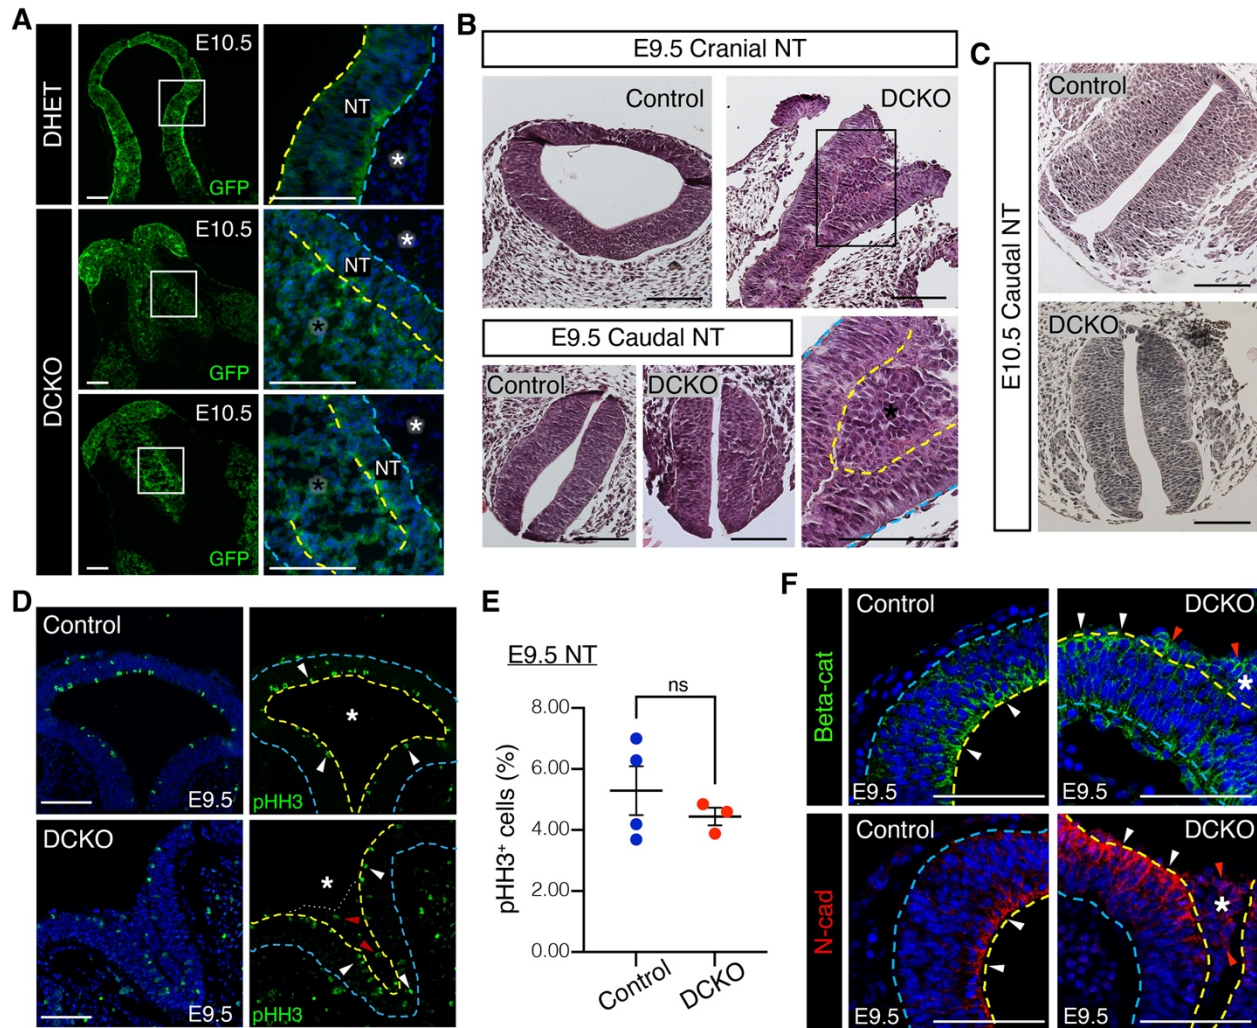 A
DHET
E10.5
GFP
NT
*
DCKO
E10.5
GFP
NT
*
*
E10.5
GFP
NT
*
*
B
E9.5 Cranial NT
Control
DCKO
E9.5 Caudal NT
Control
DCKO
*
C
E10.5 Caudal NT
Control
DCKO
D
Control
E9.5
pHH3
*
DCKO
E9.5
pHH3
*
E
E9.5 NT
ns
8.00
6.00
4.00
2.00
0.00
pHH3⁺ cells (%)
Control
DCKO
F
Beta-cat
Control
E9.5
DCKO
E9.5
*
N-cad
Control
E9.5
DCKO
E9.5
*